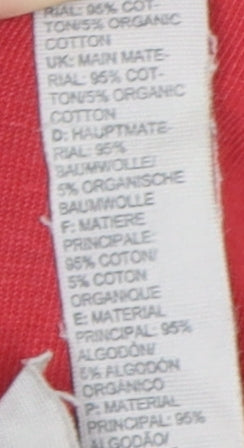 RIAL: 95% COT-
TON/5% ORGANIC
COTTON
UK: MAIN MATE-
RIAL: 95% COT-
TON/5% ORGANIC
COTTON
D: HAUPTMATE-
RIAL: 95%
BAUMWOLLE/
5% ORGANISCHE
BAUMWOLLE
F: MATIERE
PRINCIPALE:
95% COTON/
5% COTON
ORGANIQUE
E: MATERIAL
PRINCIPAL: 95%
ALGODÓN/
5% ALGODÓN
ORGÁNICO
P: MATERIAL
PRINCIPAL: 95%
ALGODÃO/